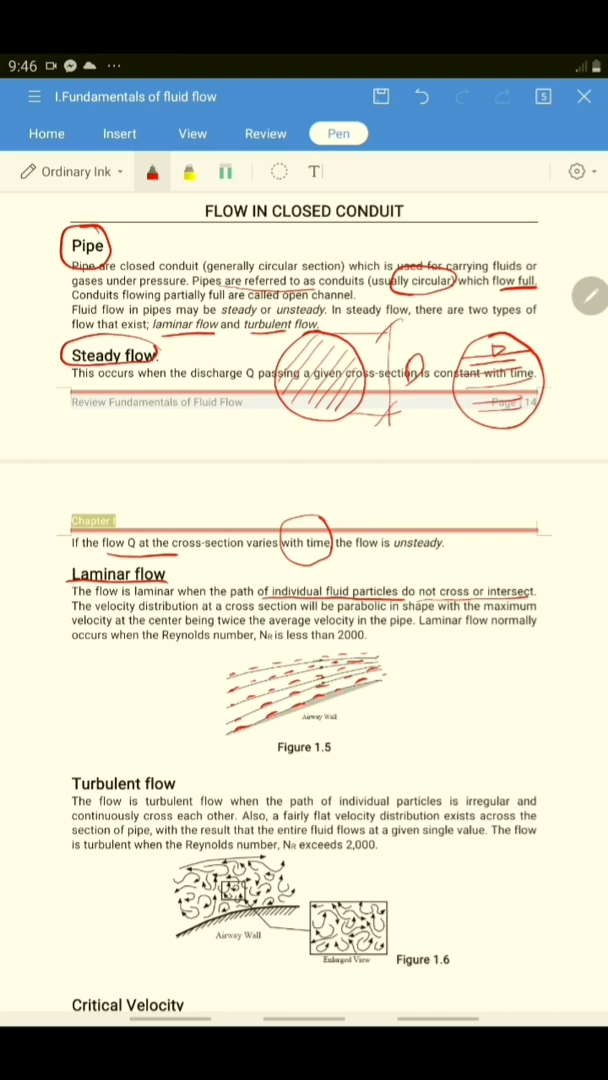 9:46 ...
I.Fundamentals of fluid flow 5
Home Insert View Review Pen
Ordinary Ink T
FLOW IN CLOSED CONDUIT
Pipe
Pipe are closed conduit (generally circular section) which is used for carrying fluids or
gases under pressure. Pipes are referred to as conduits (usually circular) which flow full.
Conduits flowing partially full are called open channel.
Fluid flow in pipes may be steady or unsteady. In steady flow, there are two types of
flow that exist; laminar flow and turbulent flow.
Steady flow.
This occurs when the discharge Q passing a given cross-section is constant with time.
D
D
Review Fundamentals of Fluid Flow Page | 14
Chapter I
If the flow Q at the cross-section varies with time, the flow is unsteady.
Laminar flow
The flow is laminar when the path of individual fluid particles do not cross or intersect.
The velocity distribution at a cross section will be parabolic in shape with the maximum
velocity at the center being twice the average velocity in the pipe. Laminar flow normally
occurs when the Reynolds number, NR is less than 2000.
Airway Wall
Figure 1.5
Turbulent flow
The flow is turbulent flow when the path of individual particles is irregular and
continuously cross each other. Also, a fairly flat velocity distribution exists across the
section of pipe, with the result that the entire fluid flows at a given single value. The flow
is turbulent when the Reynolds number, NR exceeds 2,000.
Airway Wall
Enlarged View
Figure 1.6
Critical Velocity